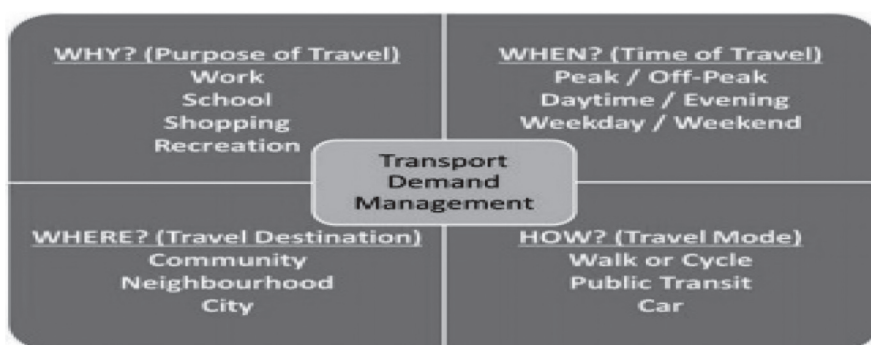 WHY? (Purpose of Travel)
Work
School
Shopping
Recreation
WHEN? (Time of Travel)
Peak / Off-Peak
Daytime / Evening
Weekday / Weekend
Transport
Demand
Management
WHERE? (Travel Destination)
Community
Neighbourhood
City
HOW? (Travel Mode)
Walk or Cycle
Public Transit
Car